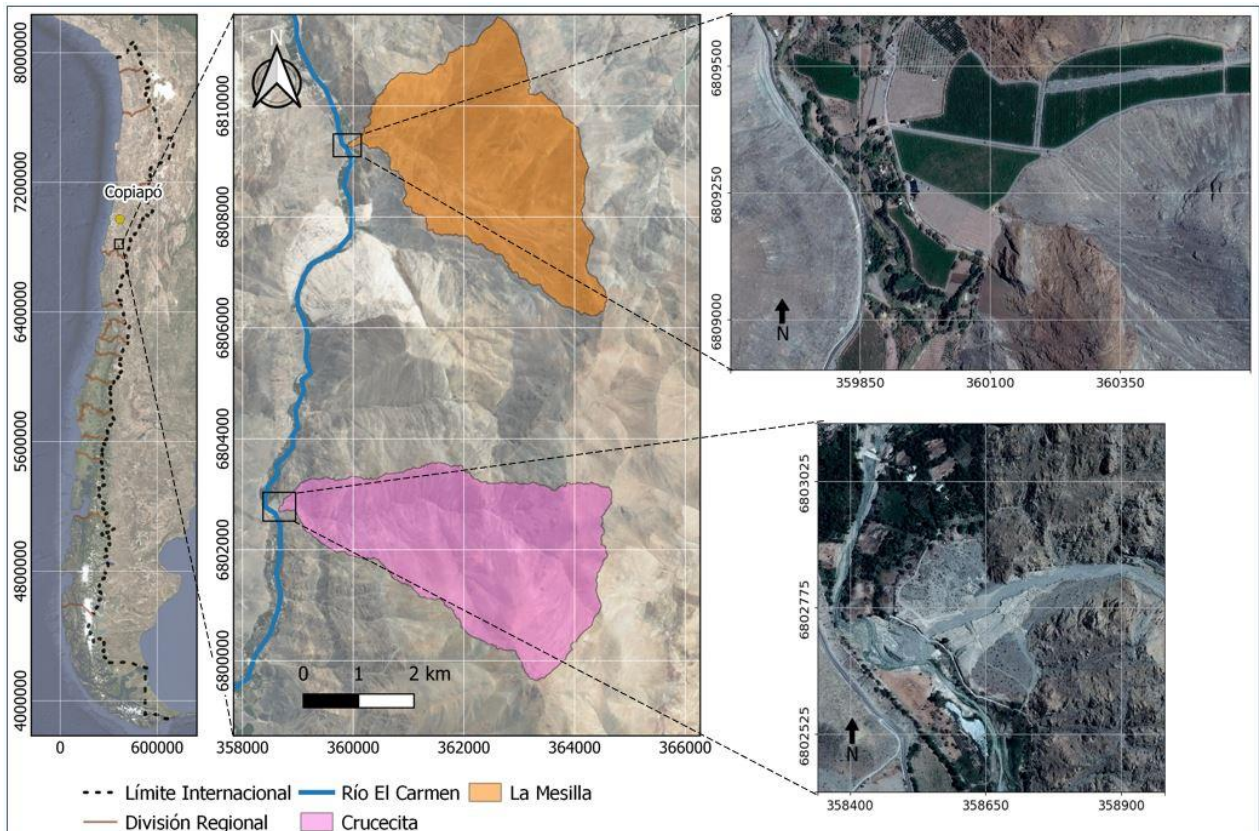 8000000
7200000
6400000
5600000
4800000
4000000
0
600000
Copiapó
N
6810000
6808000
6806000
6804000
6802000
6800000
0 1 2 km
358000 360000 362000 364000 366000
6809500
6809250
6809000
N
359850 360100 360350
6803025
6802775
6802525
N
358400 358650 358900
Límite Internacional Río El Carmen La Mesilla
División Regional Crucecita